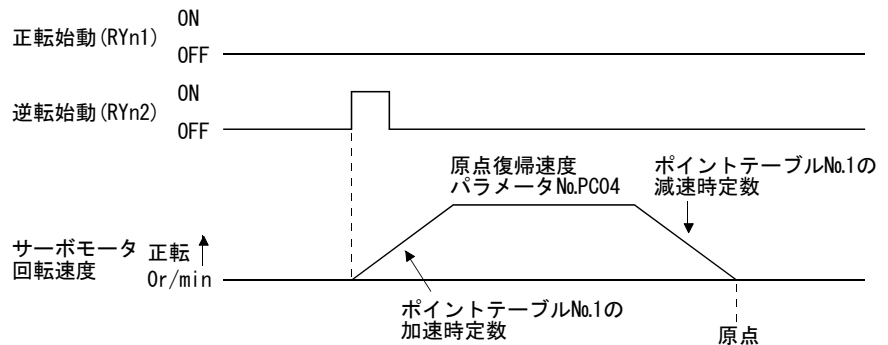 ON
正転始動(RYn1)
OFF
ON
逆転始動(RYn2)
OFF
原点復帰速度
パラメータNo.PC04
ポイントテーブルNo.1の
減速時定数
サーボモータ
回転速度
正転
0r/min
ポイントテーブルNo.1の
加速時定数
原点